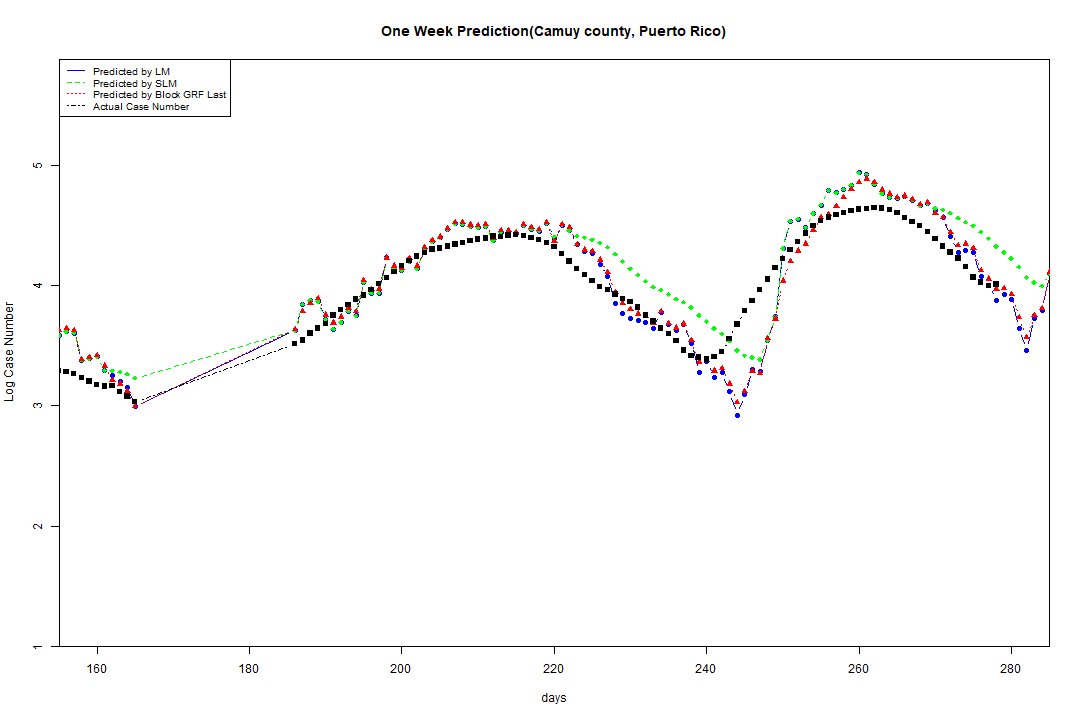 One Week Prediction(Camuy county, Puerto Rico)
Predicted by LM
Predicted by SLM
Predicted by Block GRF Last
Actual Case Number
5
4
3
2
1
Log Case Number
160 180 200 220 240 260 280
days